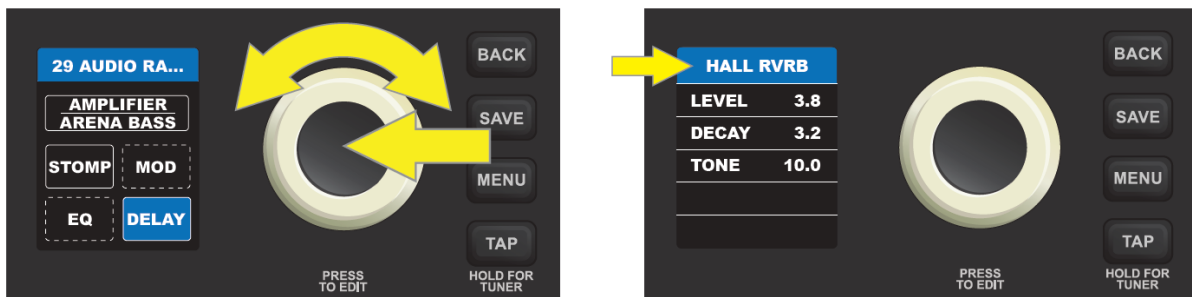 29 AUDIO RA...
AMPLIFIER
ARENA BASS
STOMP MOD
EQ DELAY
BACK
SAVE
MENU
TAP
PRESS
TO EDIT
HOLD FOR
TUNER
HALL RVRB
LEVEL 3.8
DECAY 3.2
TONE 10.0
BACK
SAVE
MENU
TAP
PRESS
TO EDIT
HOLD FOR
TUNER